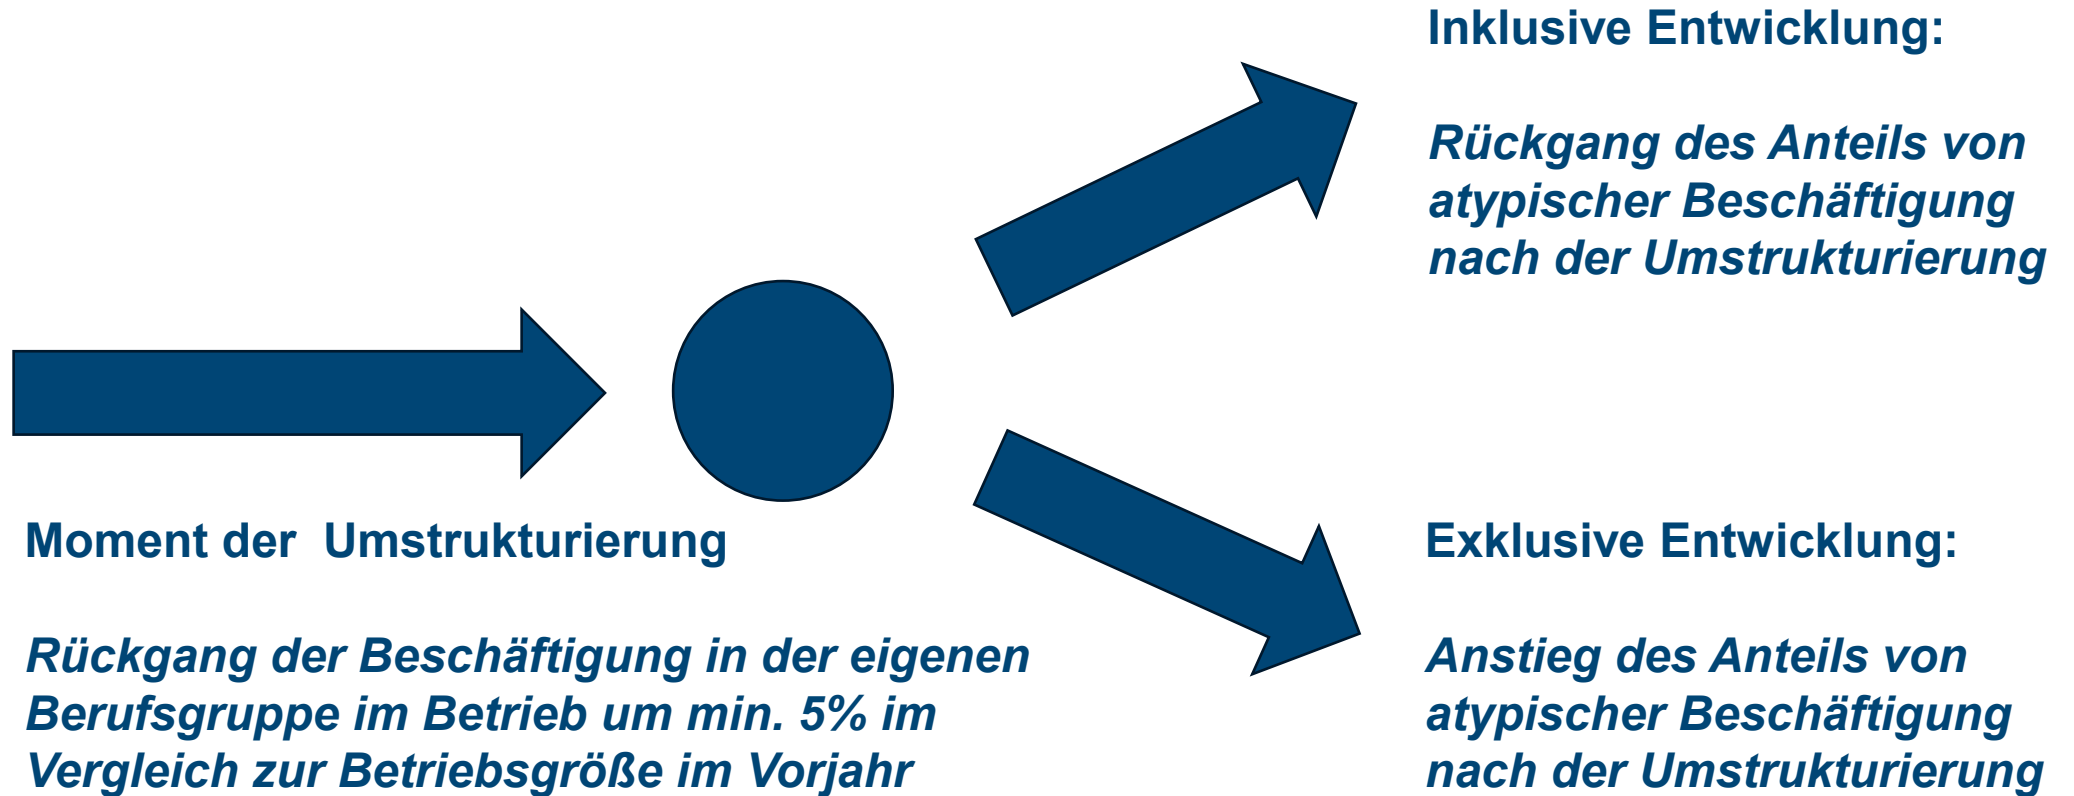 Inklusive Entwicklung:
Rückgang des Anteils von
atypischer Beschäftigung
nach der Umstrukturierung
Moment der  Umstrukturierung
Rückgang der Beschäftigung in der eigenen
Berufsgruppe im Betrieb um min. 5% im
Vergleich zur Betriebsgröße im Vorjahr
Exklusive Entwicklung:
Anstieg des Anteils von
atypischer Beschäftigung
nach der Umstrukturierung